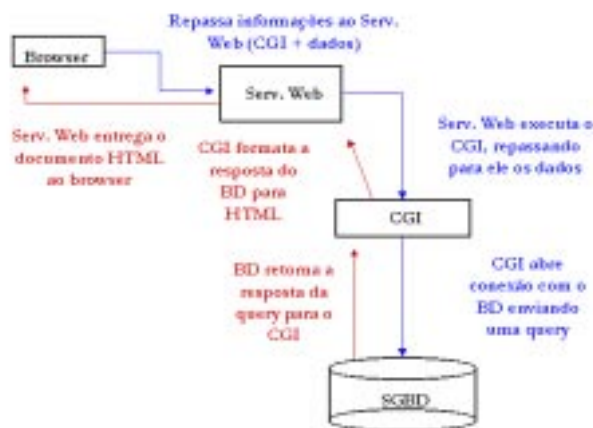 Repassa informações ao Serv.
Web (CGI + dados)
Browser
Serv. Web
Serv. Web entrega o
documento HTML
ao browser
CGI formata a
resposta do
BD para
HTML
Serv. Web executa o
CGI, repassando
para ele os dados
CGI
BD retorna a
resposta da
query para o
CGI
CGI abre
conexão com o
BD enviando
uma query
SGBD